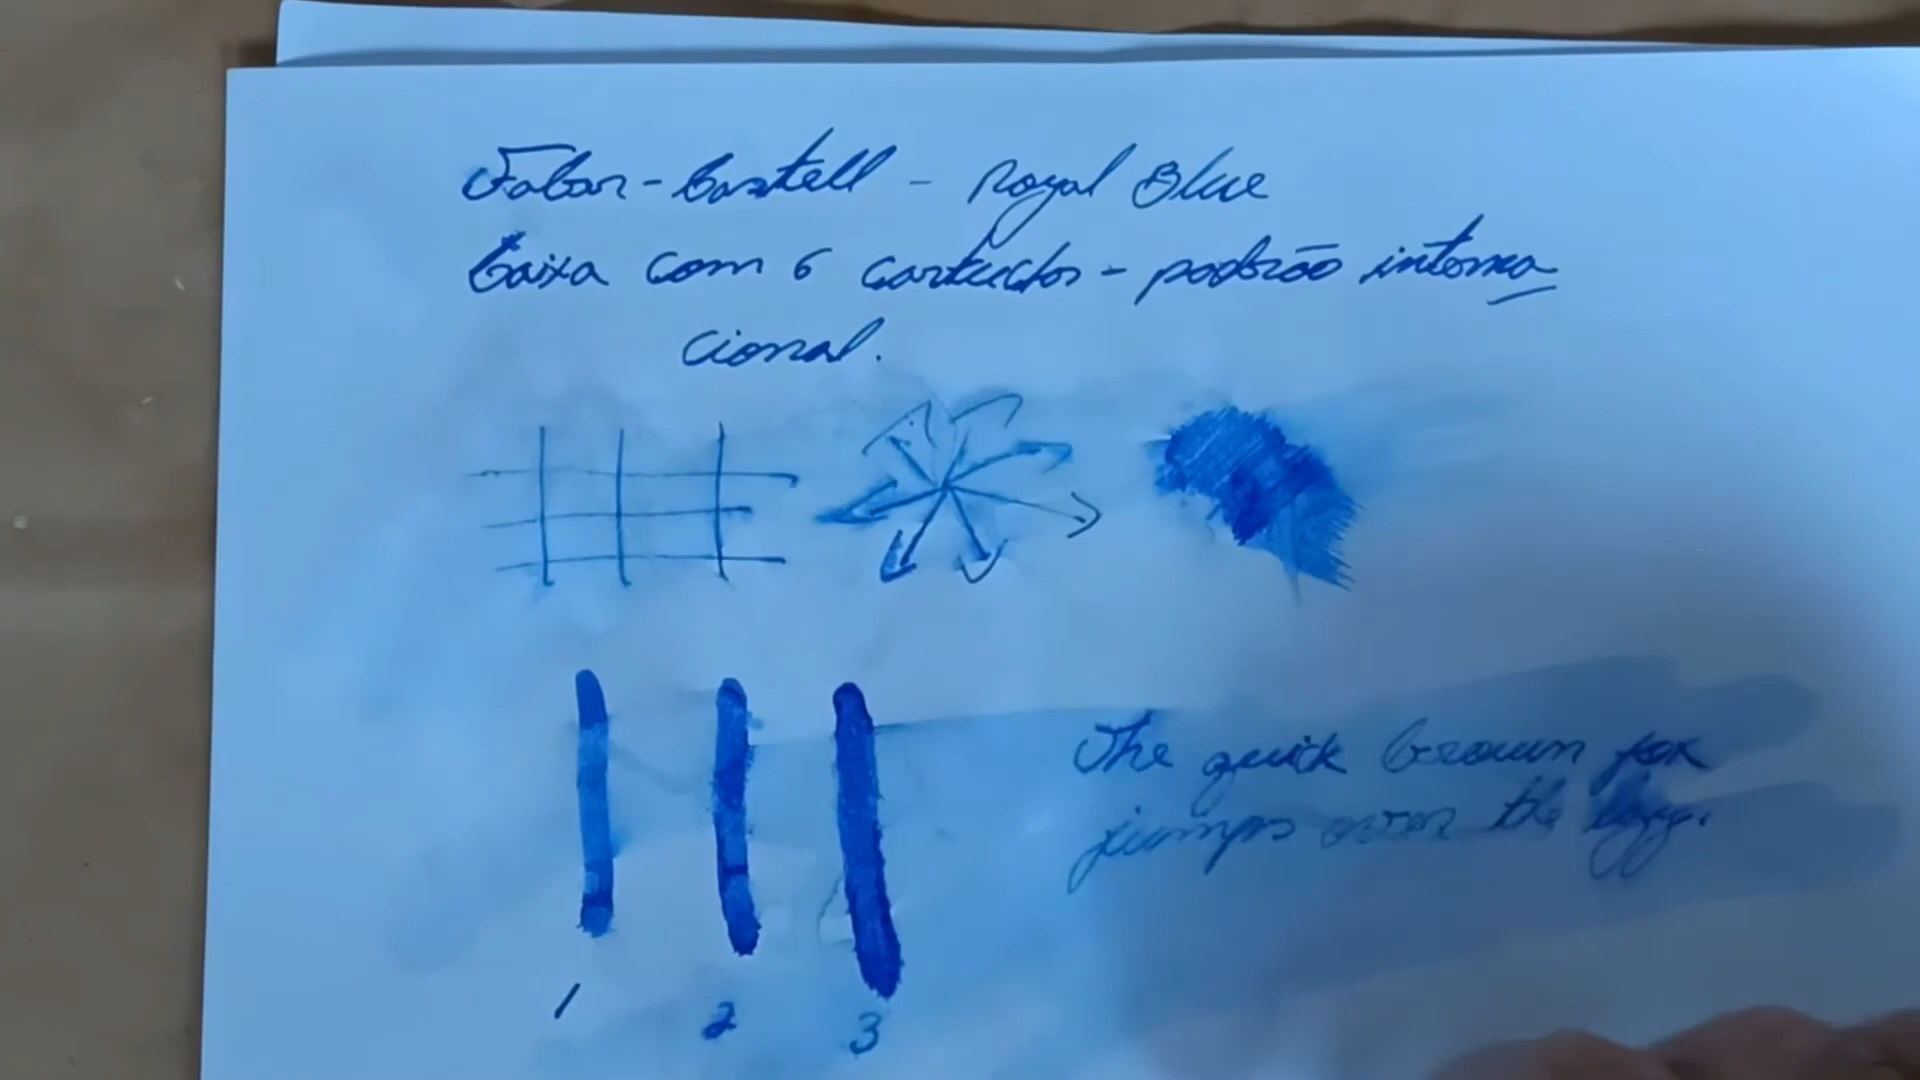 Faber-Castell - Royal Blue
Caixa com 6 cartuchos - padrão interna
cional.
The quick brown fox
jumps over the lazy.
1 2 3